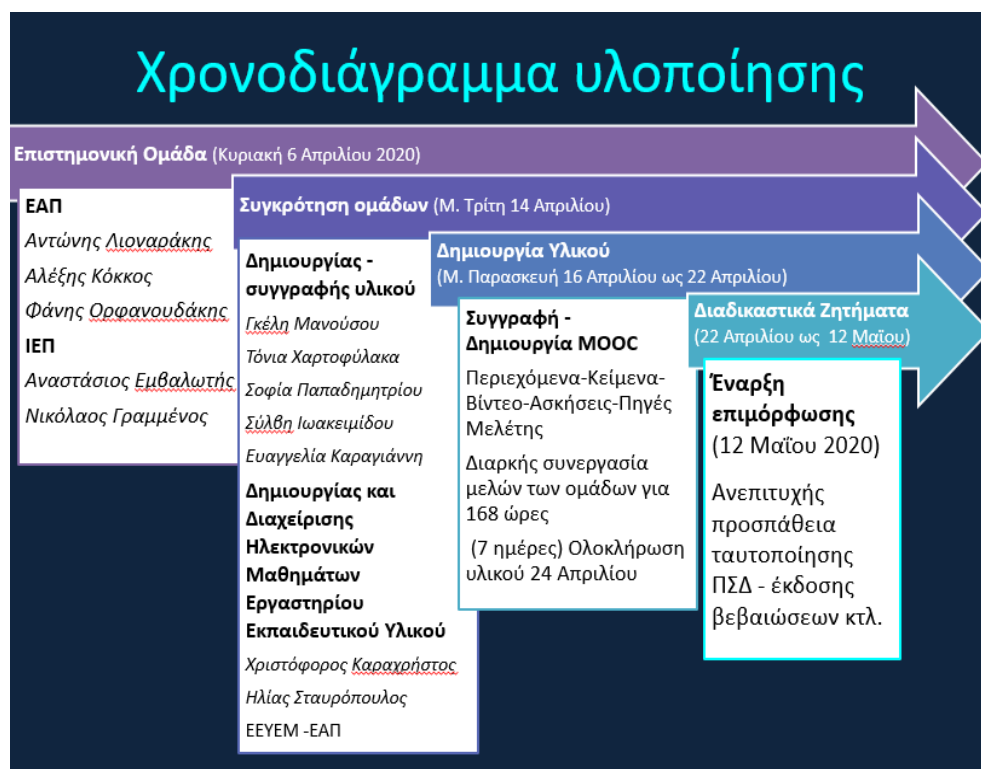 Χρονοδιάγραμμα υλοποίησης
Επιστημονική Ομάδα (Κυριακή 6 Απριλίου 2020)
ΕΑΠ
Αντώνης Λιοναράκης
Αλέξης Κόκκος
Φάνης Ορφανουδάκης
ΙΕΠ
Αναστάσιος Εμβαλωτής
Νικόλαος Γραμμένος
Συγκρότηση ομάδων (Μ. Τρίτη 14 Απριλίου)
Δημιουργίας -
συγγραφής υλικού
Γκέλη Μανούσου
Τόνια Χαρτοφύλακα
Σοφία Παπαδημητρίου
Σύλβη Ιωακειμίδου
Ευαγγελία Καραγιάννη
Δημιουργίας και
Διαχείρισης
Ηλεκτρονικών
Μαθημάτων
Εργαστηρίου
Εκπαιδευτικού Υλικού
Χριστόφορος Καραχρήστος
Ηλίας Σταυρόπουλος
ΕΕΥΕΜ -ΕΑΠ
Δημιουργία Υλικού
(Μ. Παρασκευή 16 Απριλίου ως 22 Απριλίου)
Συγγραφή -
Δημιουργία MOOC
Περιεχόμενα-Κείμενα-
Βίντεο-Ασκήσεις-Πηγές
Μελέτης
Διαρκής συνεργασία
μελών των ομάδων για
168 ώρες
(7 ημέρες) Ολοκλήρωση
υλικού 24 Απριλίου
Διαδικαστικά Ζητήματα
(22 Απριλίου ως 12 Μαΐου)
Έναρξη
επιμόρφωσης
(12 Μαΐου 2020)
Ανεπιτυχής
προσπάθεια
ταυτοποίησης
ΠΣΔ - έκδοσης
βεβαιώσεων κτλ.